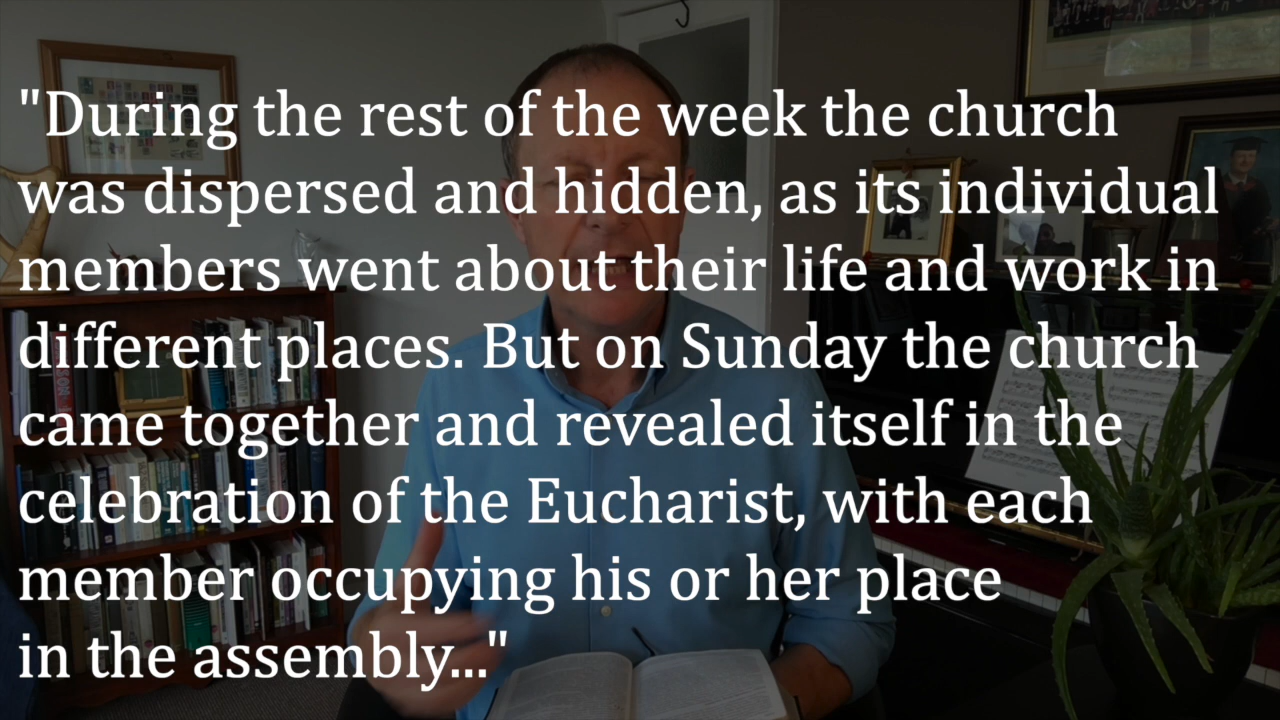 "During the rest of the week the church
was dispersed and hidden, as its individual
members went about their life and work in
different places. But on Sunday the church
came together and revealed itself in the
celebration of the Eucharist, with each
member occupying his or her place
in the assembly..."